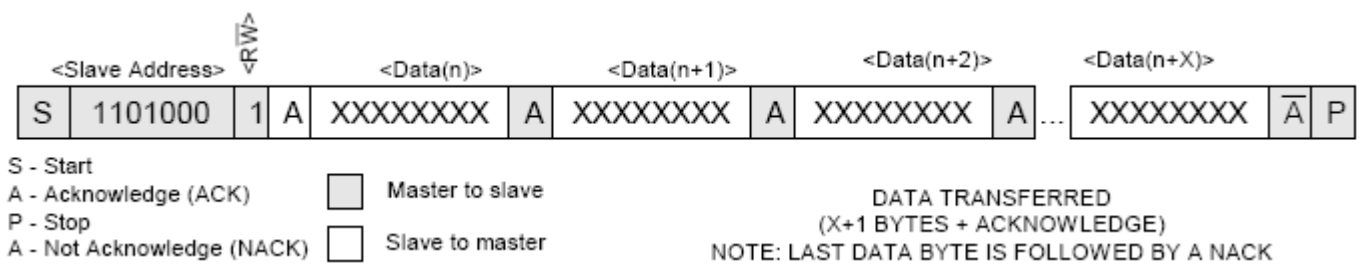 <Slave Address> <RW̅> <Data(n)> <Data(n+1)> <Data(n+2)> <Data(n+X)>
S 1101000 1 A XXXXXXXX A XXXXXXXX A XXXXXXXX A ... XXXXXXXX A̅ P
S - Start
A - Acknowledge (ACK)
P - Stop
A - Not Acknowledge (NACK)
Master to slave
Slave to master
DATA TRANSFERRED
(X+1 BYTES + ACKNOWLEDGE)
NOTE: LAST DATA BYTE IS FOLLOWED BY A NACK